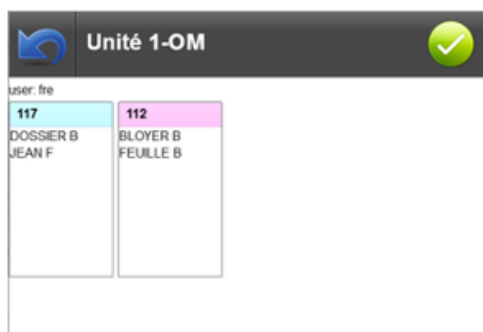 Unité 1-OM
user: fre
117
DOSSIER B
JEAN F
112
BLOYER B
FEUILLE B